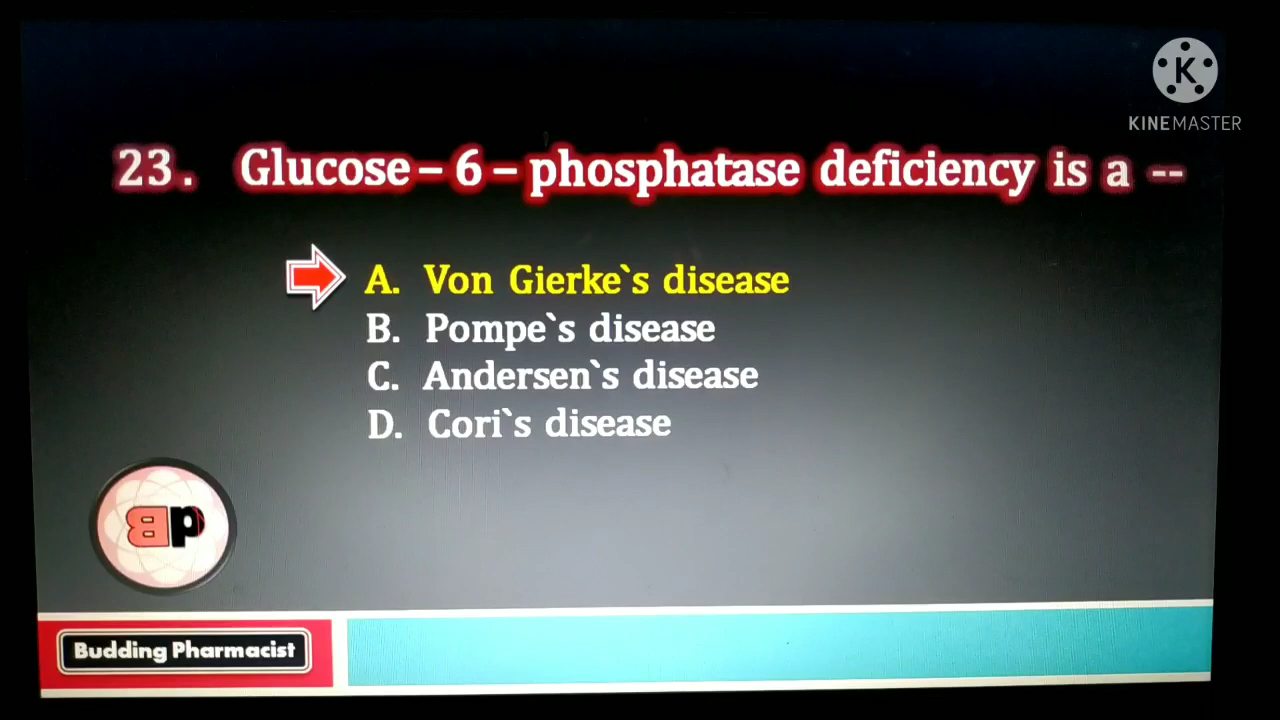 KINEMASTER
23. Glucose – 6 – phosphatase deficiency is a --
A. Von Gierke`s disease
B. Pompe`s disease
C. Andersen`s disease
D. Cori`s disease
BP
Budding Pharmacist